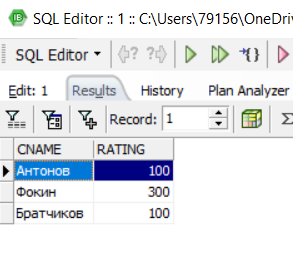 SQL Editor :: 1 :: C:\Users\79156\OneDri
SQL Editor
Edit: 1 Results History Plan Analyzer
Record: 1
CNAME RATING
Антонов 100
Фокин 300
Братчиков 100